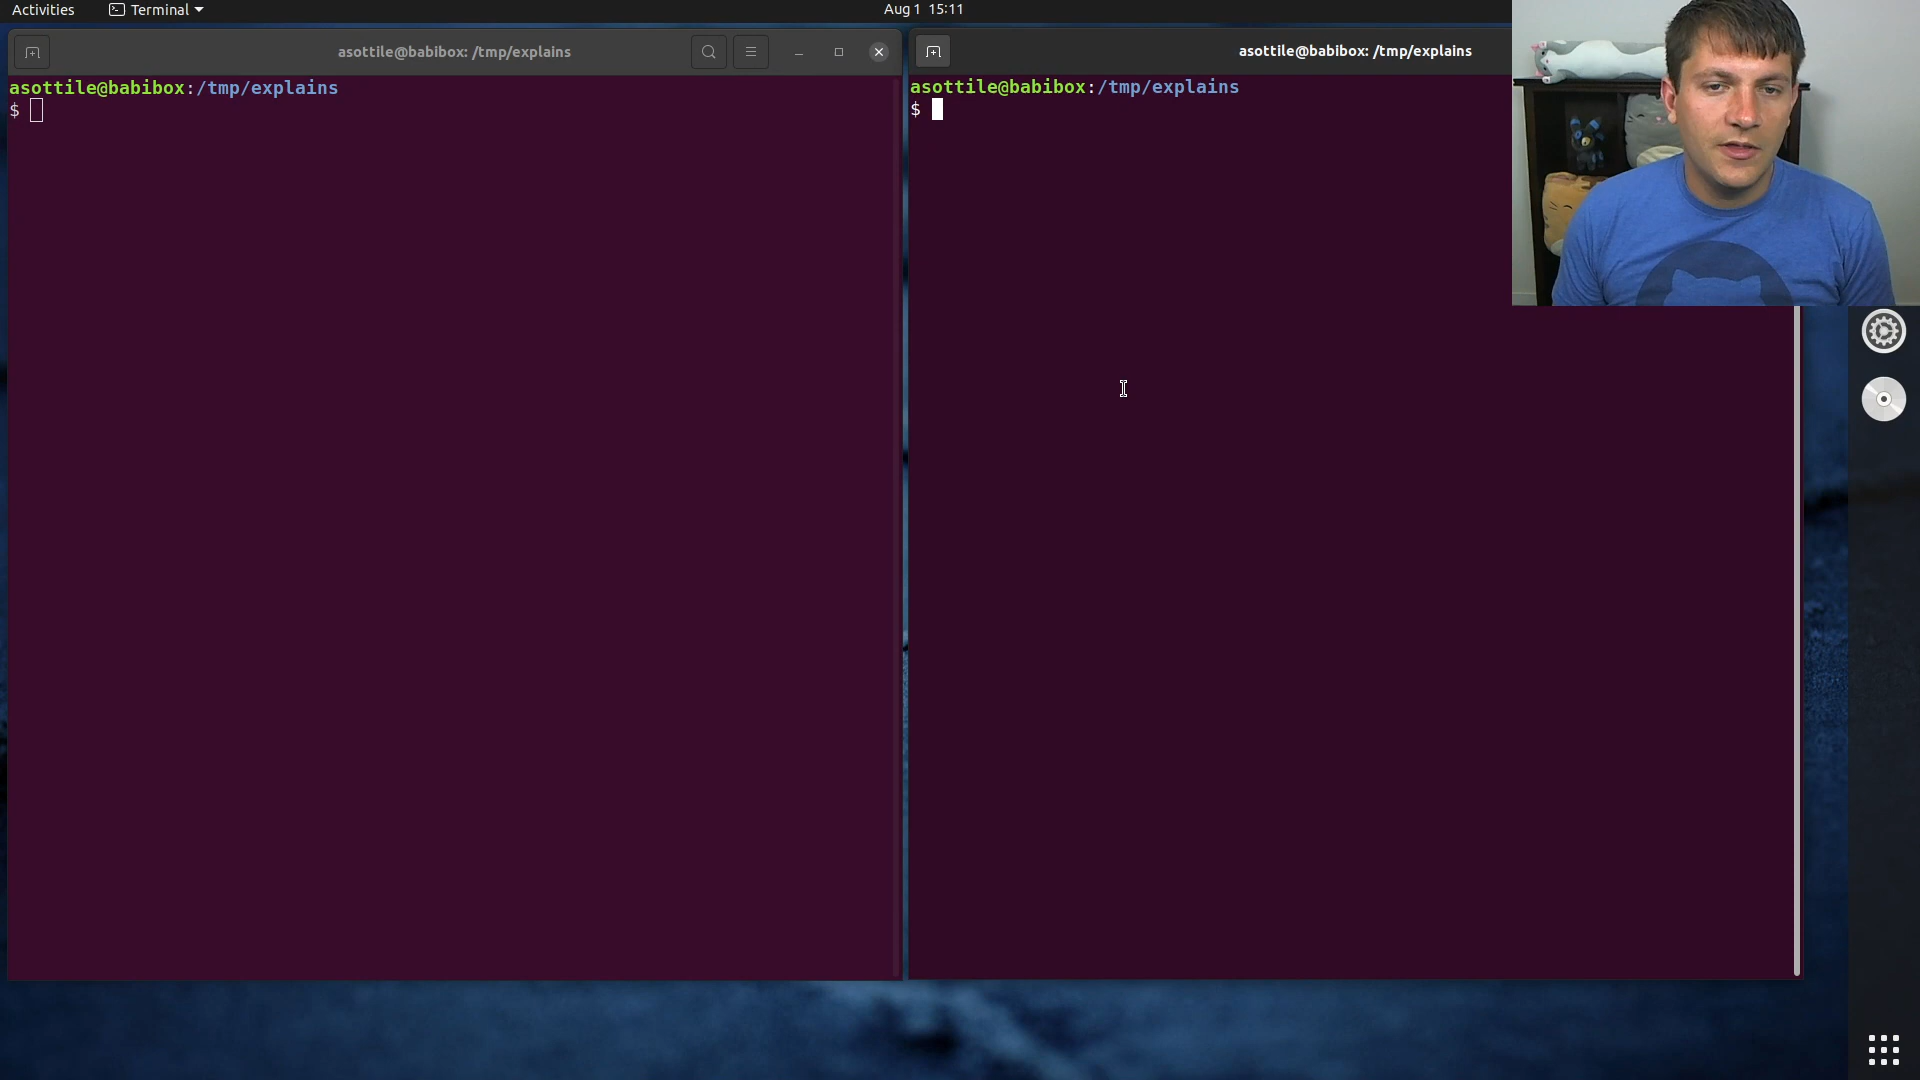 Activities
Terminal
Aug 1 15:11
asottile@babibox: /tmp/explains
asottile@babibox:/tmp/explains
$
asottile@babibox: /tmp/explains
asottile@babibox:/tmp/explains
$